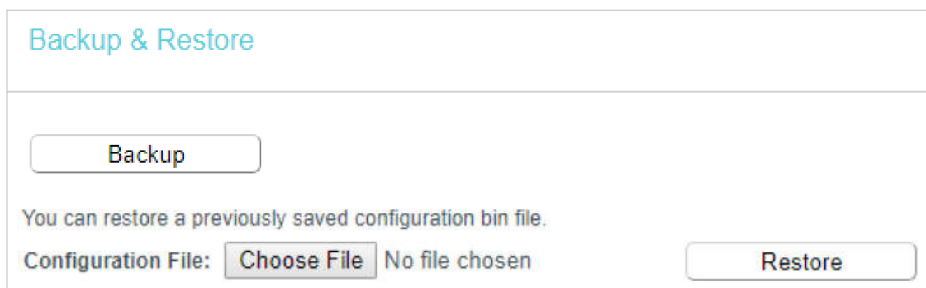 Backup & Restore
Backup
You can restore a previously saved configuration bin file.
Configuration File: Choose File No file chosen Restore